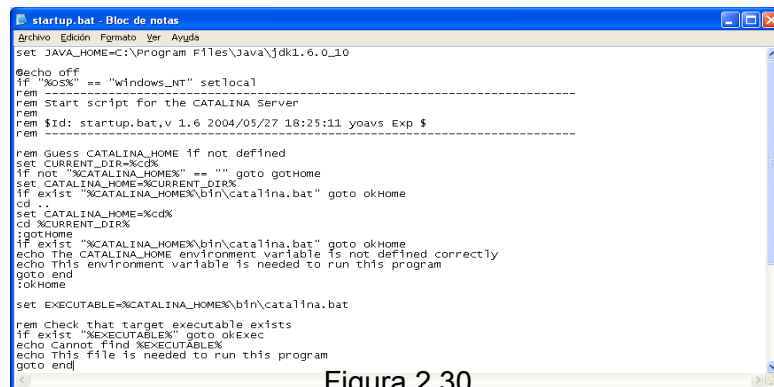 startup.bat - Bloc de notas
Archivo Edición Formato Ver Ayuda
set JAVA_HOME=C:\Program Files\Java\jdk1.6.0_10
@echo off
if "%OS%" == "Windows_NT" setlocal
rem ---------------------------------------------------------------------------
rem Start script for the CATALINA Server
rem
rem $Id: startup.bat,v 1.6 2004/05/27 18:25:11 yoavs Exp $
rem ---------------------------------------------------------------------------
rem Guess CATALINA_HOME if not defined
set CURRENT_DIR=%cd%
if not "%CATALINA_HOME%" == "" goto gotHome
set CATALINA_HOME=%CURRENT_DIR%
if exist "%CATALINA_HOME%\bin\catalina.bat" goto okHome
cd ..
set CATALINA_HOME=%cd%
cd %CURRENT_DIR%
:gotHome
if exist "%CATALINA_HOME%\bin\catalina.bat" goto okHome
echo The CATALINA_HOME environment variable is not defined correctly
echo This environment variable is needed to run this program
goto end
:okHome
set EXECUTABLE=%CATALINA_HOME%\bin\catalina.bat
rem Check that target executable exists
if exist "%EXECUTABLE%" goto okExec
echo Cannot find %EXECUTABLE%
echo This file is needed to run this program
goto end
Figura 2.30